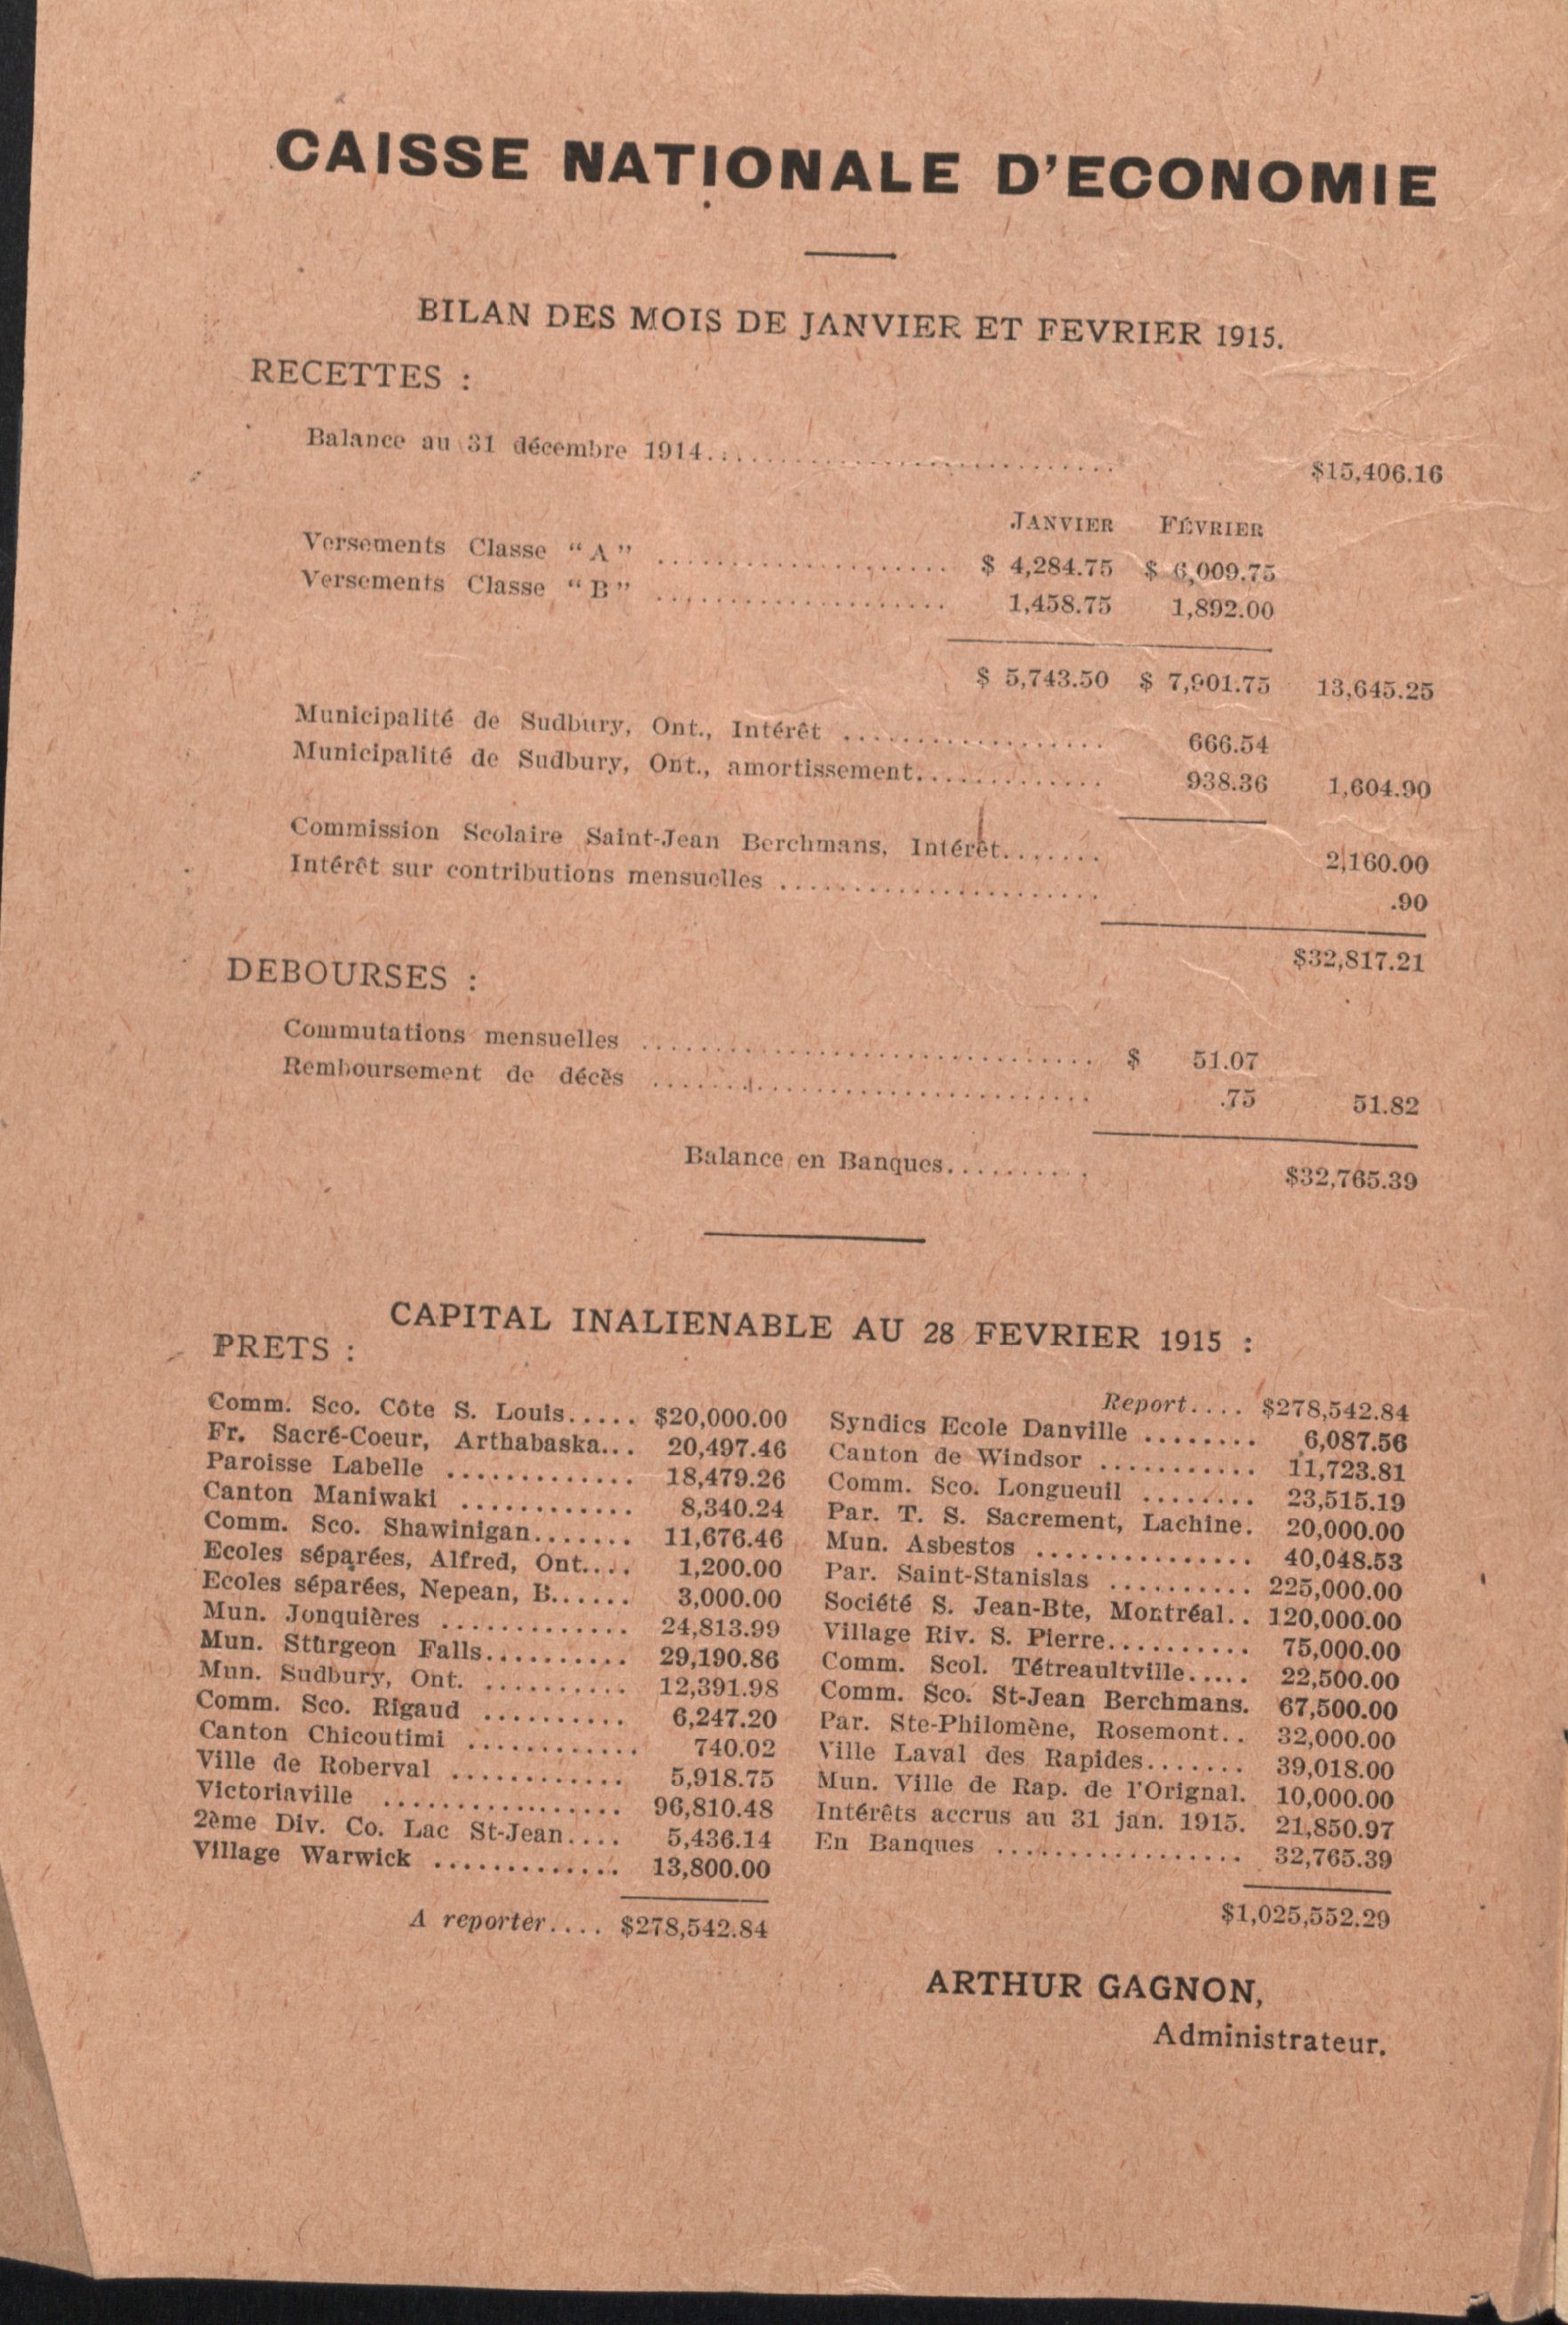 CAISSE NATIONALE D'ECONOMIE
BILAN DES MOIS DE JANVIER ET FEVRIER 1915.
RECETTES :
Balance au 31 décembre 1914............................ $15,406.16
JANVIER FÉVRIER
Versements Classe “ A ” .................... $ 4,284.75 $ 6,009.75
Versements Classe “ B ” .................... 1,458.75 1,892.00
$ 5,743.50 $ 7,901.75 13,645.25
Municipalité de Sudbury, Ont., Intérêt .................. 666.54
Municipalité de Sudbury, Ont., amortissement............. 938.36 1,604.90
Commission Scolaire Saint-Jean Berchmans, Intérêt....... 2,160.00
Intérêt sur contributions mensuelles ...................... .90
$32,817.21
DEBOURSES :
Commutations mensuelles ............................... $ 51.07
Remboursement de décès .............................. .75 51.82
Balance en Banques.......... $32,765.39
CAPITAL INALIENABLE AU 28 FEVRIER 1915 :
PRETS :
Comm. Sco. Côte S. Louis..... $20,000.00
Fr. Sacré-Coeur, Arthabaska... 20,497.46
Paroisse Labelle ............. 18,479.26
Canton Maniwaki ............ 8,340.24
Comm. Sco. Shawinigan....... 11,676.46
Ecoles séparées, Alfred, Ont.... 1,200.00
Ecoles séparées, Nepean, B...... 3,000.00
Mun. Jonquières ............. 24,813.99
Mun. Sturgeon Falls.......... 29,190.86
Mun. Sudbury, Ont. .......... 12,391.98
Comm. Sco. Rigaud .......... 6,247.20
Canton Chicoutimi ............ 740.02
Ville de Roberval ............ 5,918.75
Victoriaville ................. 96,810.48
2ème Div. Co. Lac St-Jean.... 5,436.14
Village Warwick ............. 13,800.00
A reporter.... $278,542.84
Report.... $278,542.84
Syndics Ecole Danville ........ 6,087.56
Canton de Windsor ........... 11,723.81
Comm. Sco. Longueuil ........ 23,515.19
Par. T. S. Sacrement, Lachine. 20,000.00
Mun. Asbestos ............... 40,048.53
Par. Saint-Stanislas .......... 225,000.00
Société S. Jean-Bte, Montréal.. 120,000.00
Village Riv. S. Pierre.......... 75,000.00
Comm. Scol. Tétreaultville..... 22,500.00
Comm. Sco. St-Jean Berchmans. 67,500.00
Par. Ste-Philomène, Rosemont.. 32,000.00
Ville Laval des Rapides....... 39,018.00
Mun. Ville de Rap. de l'Orignal. 10,000.00
Intérêts accrus au 31 jan. 1915. 21,850.97
En Banques ................. 32,765.39
$1,025,552.29
ARTHUR GAGNON,
Administrateur.